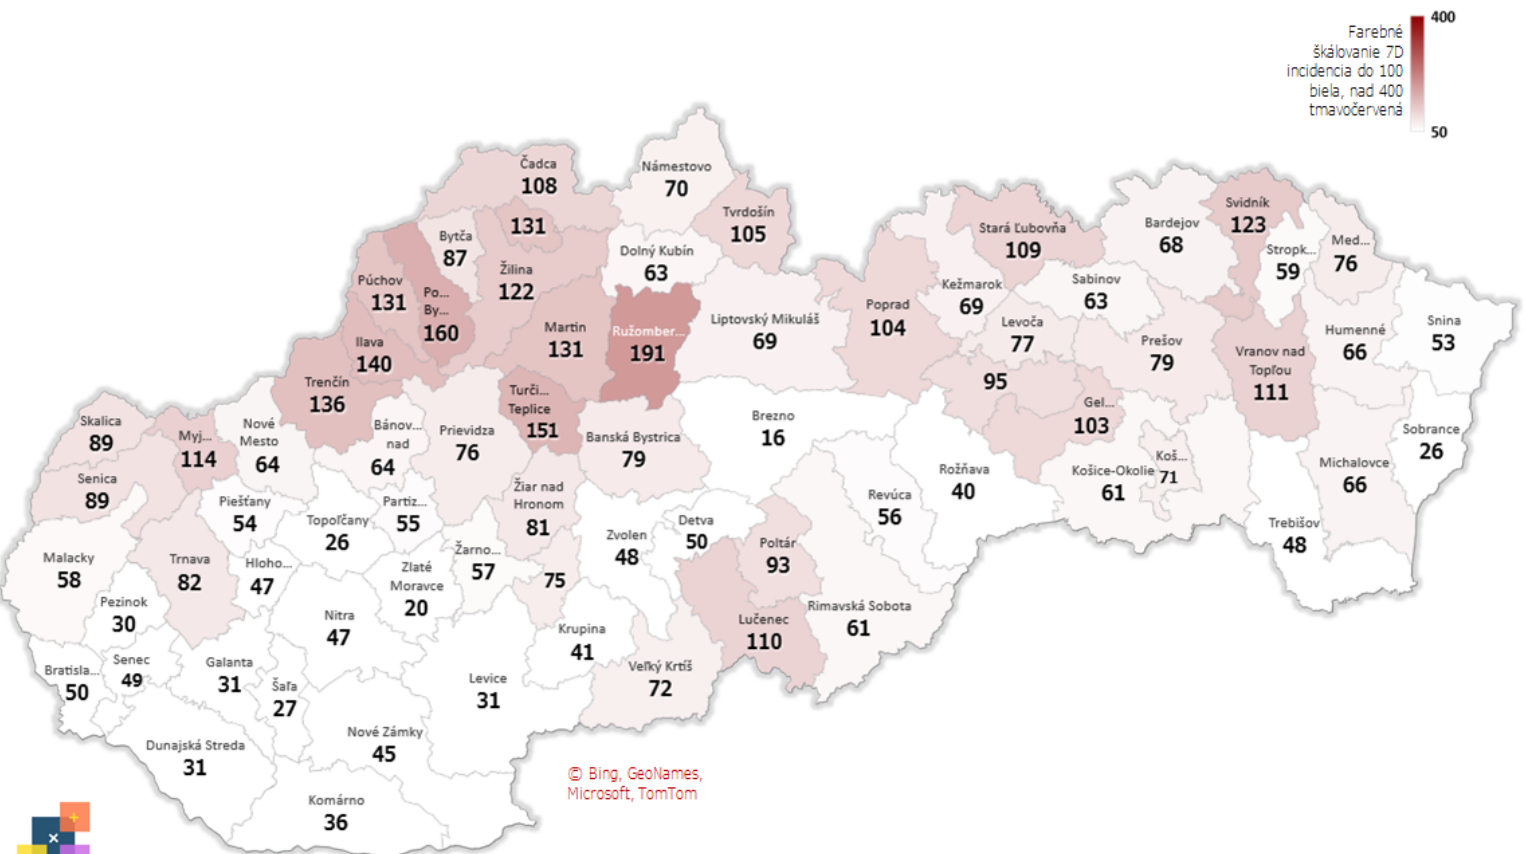 400
Farebné
škálovanie 7D
incidencia do 100
biela, nad 400
tmavočervená
50
Čadca
108
Námestovo
70
131
Tvrdošín
105
Bytča
87
Dolný Kubín
63
Žilina
122
Púchov
131
Po...
By...
160
Ilava
140
Martin
131
Ružomber...
191
Liptovský Mikuláš
69
Poprad
104
Kežmarok
69
Stará Ľubovňa
109
Sabinov
63
Bardejov
68
Svidník
123
Stropk...
59
Med...
76
Levoča
77
Prešov
79
Vranov nad
Topľou
111
Humenné
66
Snina
53
95
Gel...
103
Trenčín
136
Turči...
Teplice
151
Skalica
89
Myj...
114
Nové
Mesto
64
Bánov...
nad
64
Prievidza
76
Banská Bystrica
79
Brezno
16
Rožňava
40
Košice-Okolie
61
Koš...
71
Michalovce
66
Sobrance
26
Senica
89
Piešťany
54
Topoľčany
26
Partiz...
55
Žiar nad
Hronom
81
Zvolen
48
Detva
50
Revúca
56
Trebišov
48
Malacky
58
Trnava
82
Hloho...
47
Zlaté
Moravce
20
Žarno...
57
75
Poltár
93
Pezinok
30
Nitra
47
Krupina
41
Lučenec
110
Rimavská Sobota
61
Bratisla...
50
Senec
49
Galanta
31
Šaľa
27
Levice
31
Veľký Krtíš
72
Dunajská Streda
31
Nové Zámky
45
Komárno
36
© Bing, GeoNames,
Microsoft, TomTom